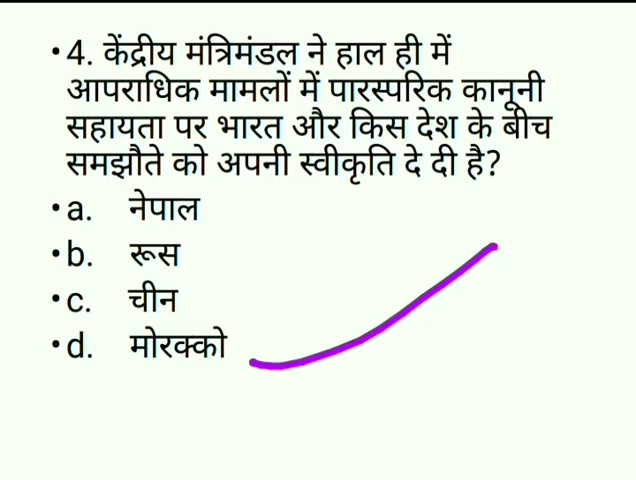 •4. केंद्रीय मंत्रिमंडल ने हाल ही में
आपराधिक मामलों में पारस्परिक कानूनी
सहायता पर भारत और किस देश के बीच
समझौते को अपनी स्वीकृति दे दी है?
•a. नेपाल
•b. रूस
•c. चीन
•d. मोरक्को